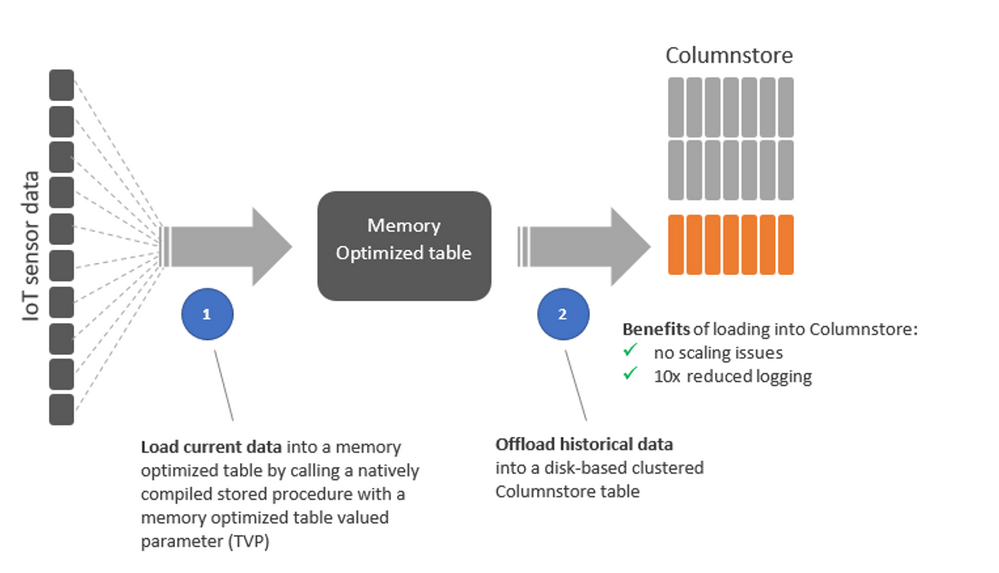 Columnstore
IoT sensor data
Memory
Optimized table
1
2
Benefits of loading into Columnstore:
✓ no scaling issues
✓ 10x reduced logging
Load current data into a memory
optimized table by calling a natively
compiled stored procedure with a
memory optimized table valued
parameter (TVP)
Offload historical data
into a disk-based clustered
Columnstore table